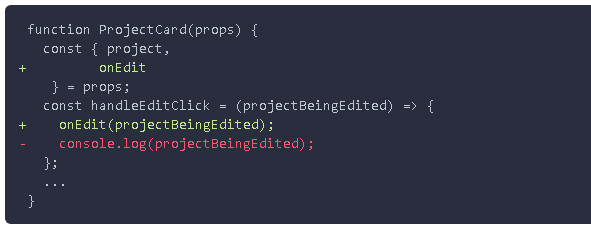 function ProjectCard(props) {
  const { project,
+         onEdit
   } = props;
  const handleEditClick = (projectBeingEdited) => {
+    onEdit(projectBeingEdited);
-    console.log(projectBeingEdited);
  };
  ...
}